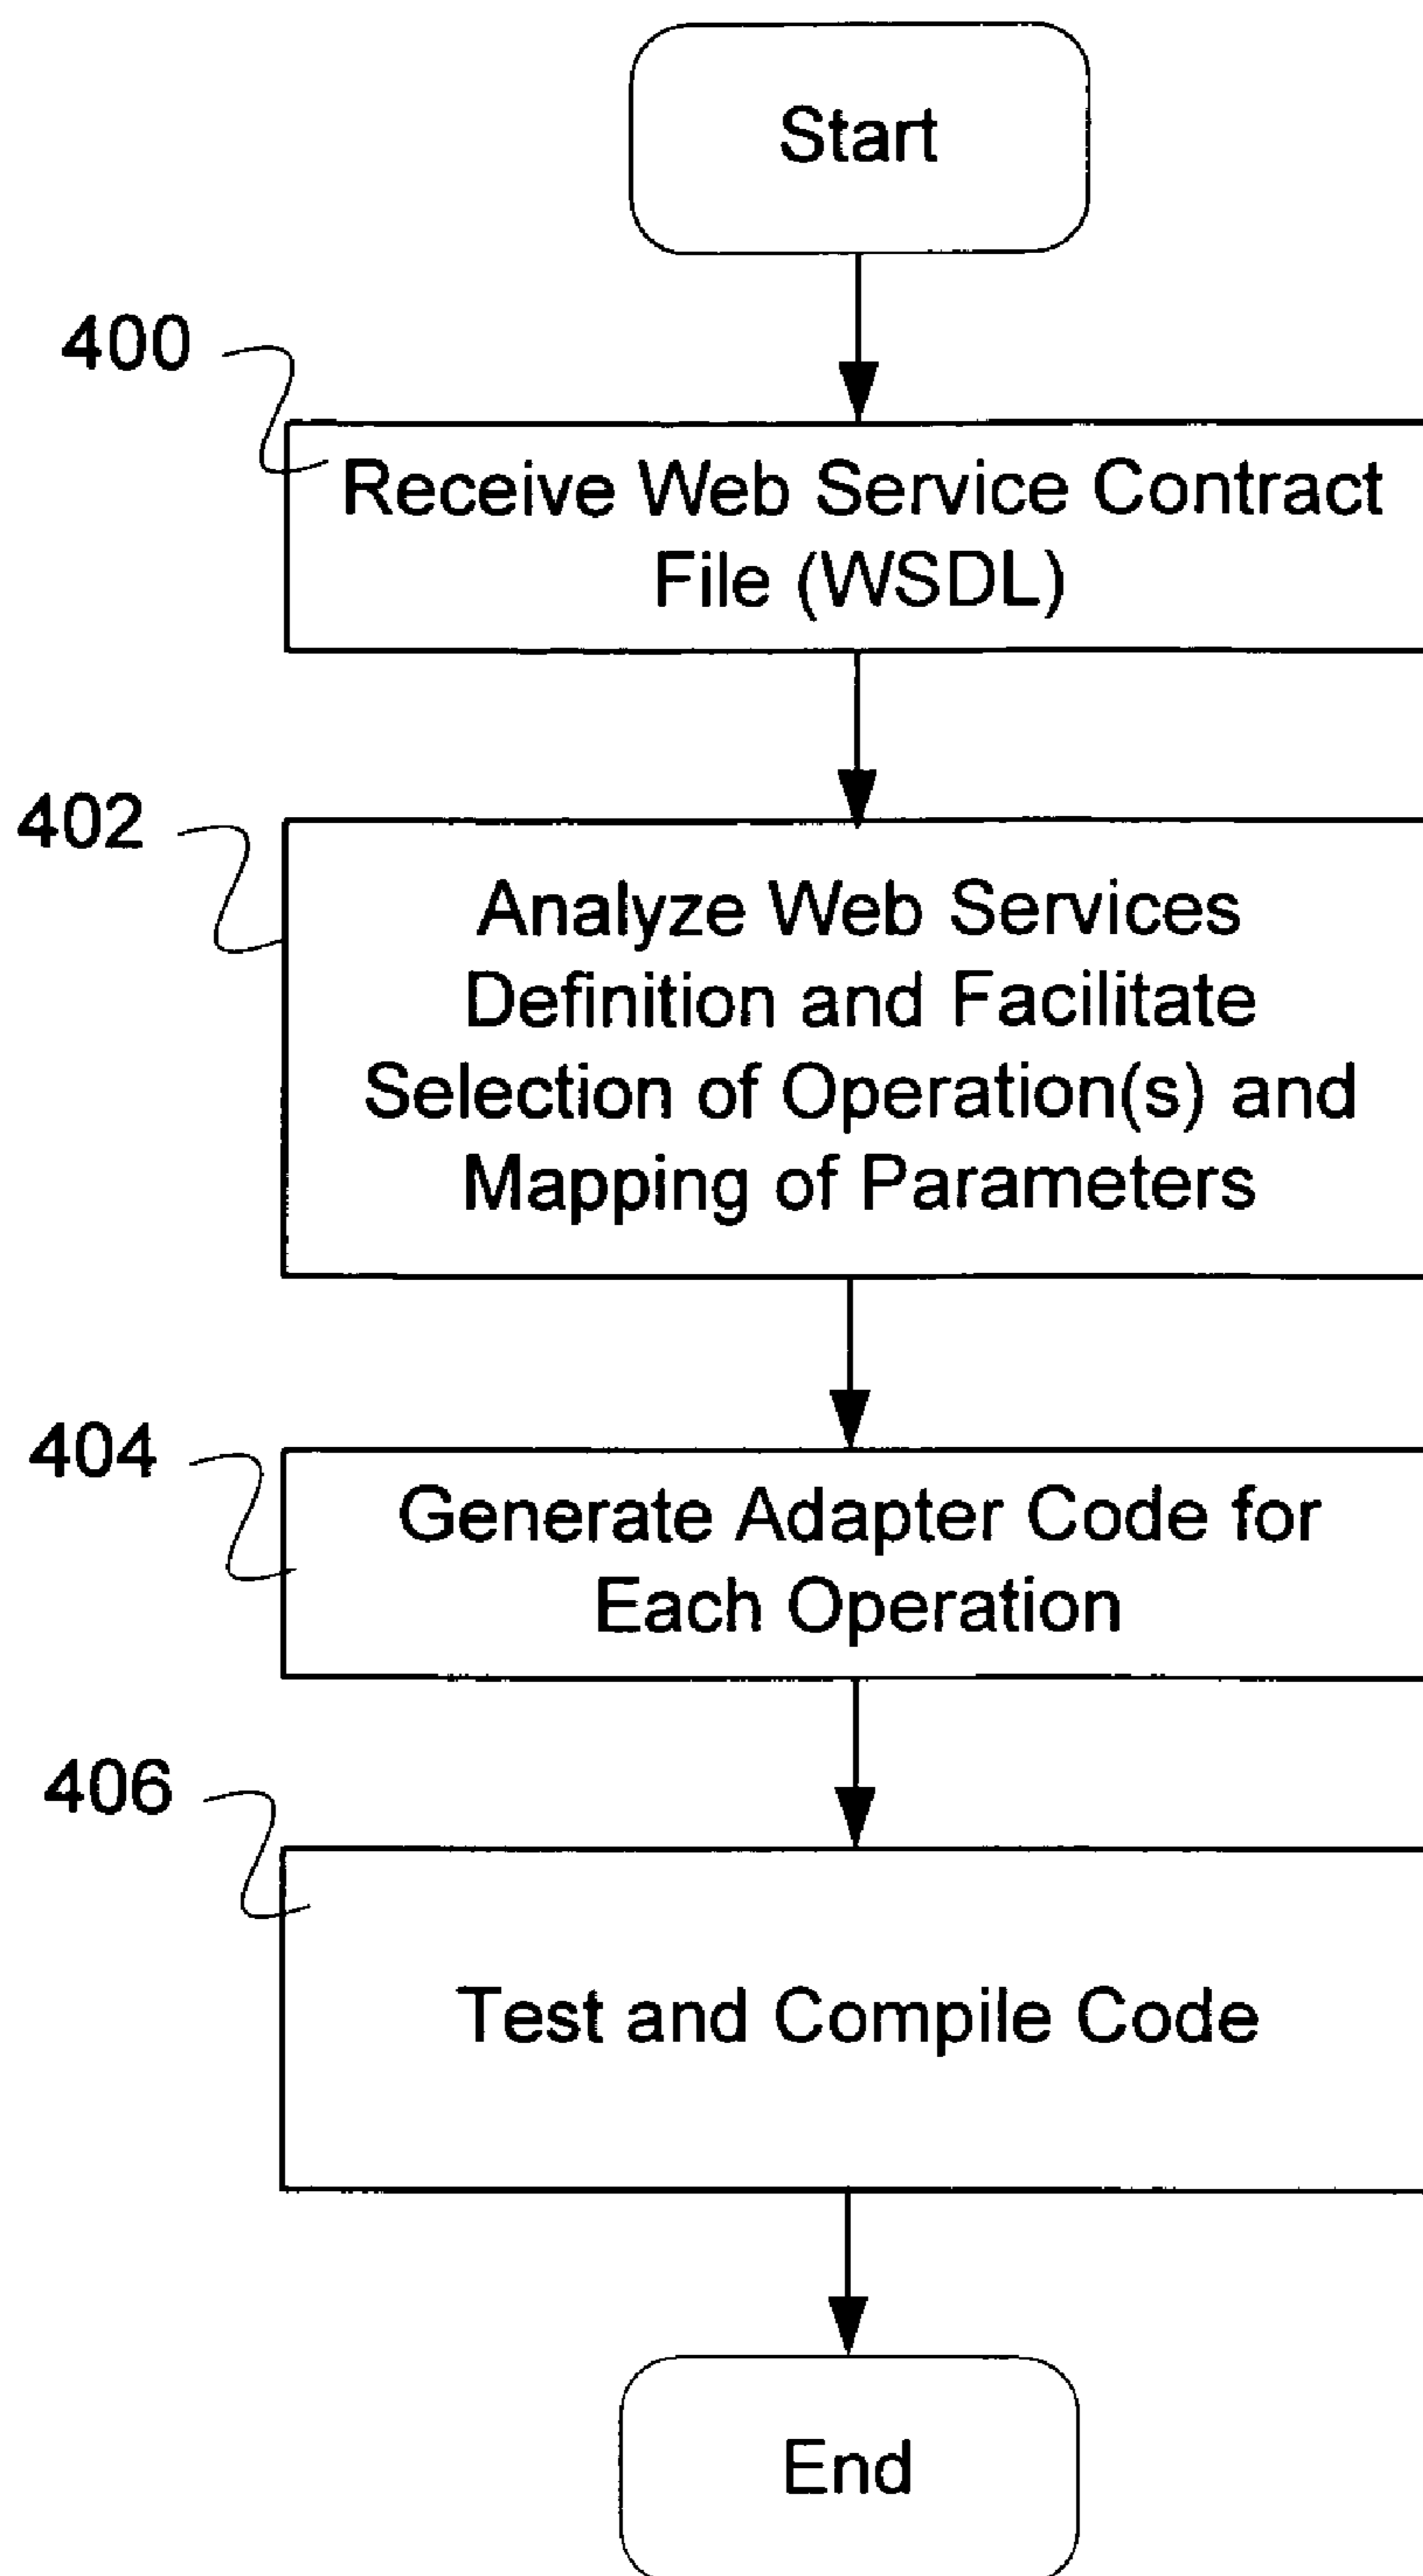 Start
400
Receive Web Service Contract
File (WSDL)
402
Analyze Web Services
Definition and Facilitate
Selection of Operation(s) and
Mapping of Parameters
404
Generate Adapter Code for
Each Operation
406
Test and Compile Code
End